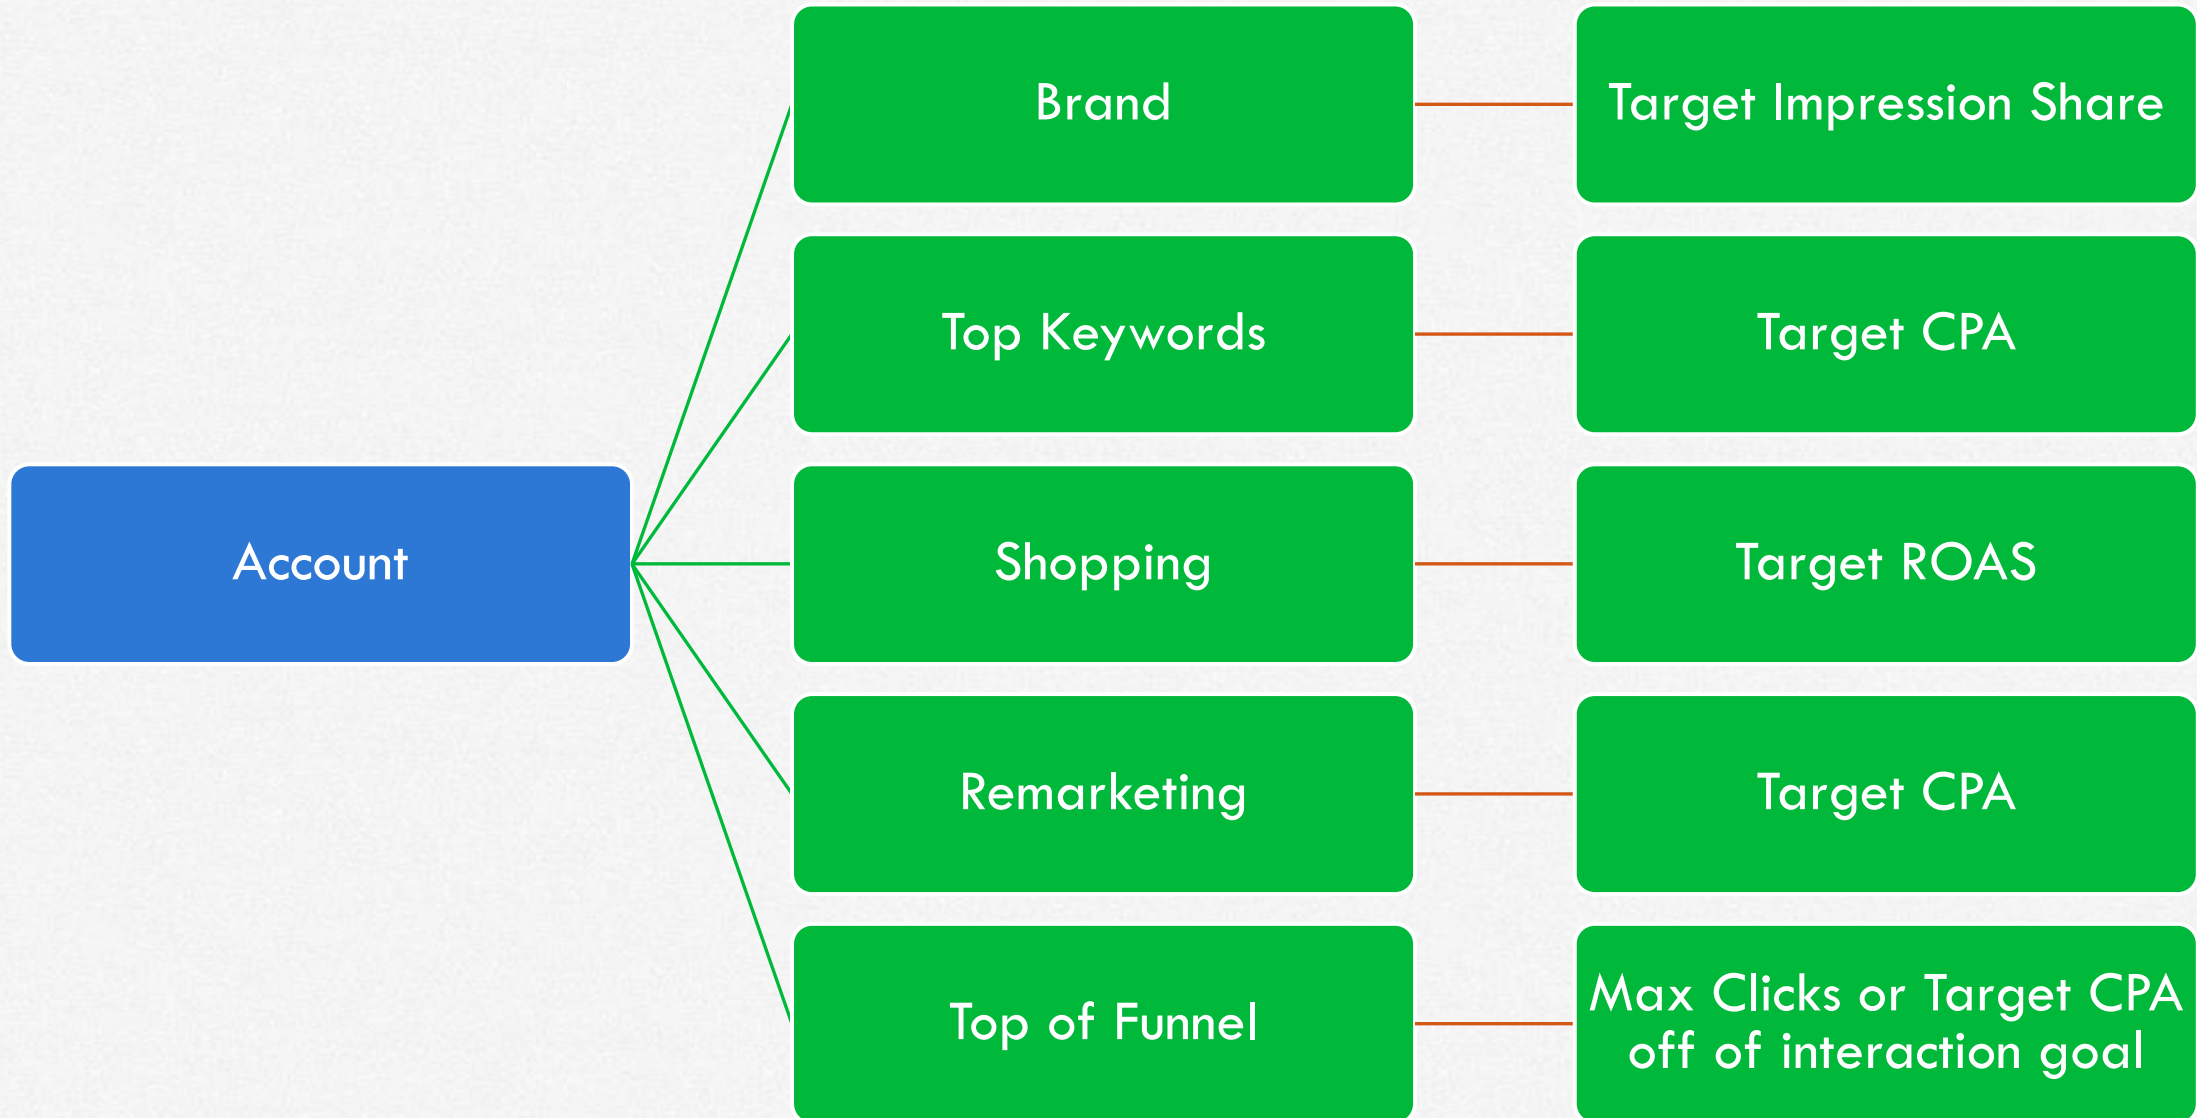 Account
Brand
Target Impression Share
Top Keywords
Target CPA
Shopping
Target ROAS
Remarketing
Target CPA
Top of Funnel
Max Clicks or Target CPA
off of interaction goal